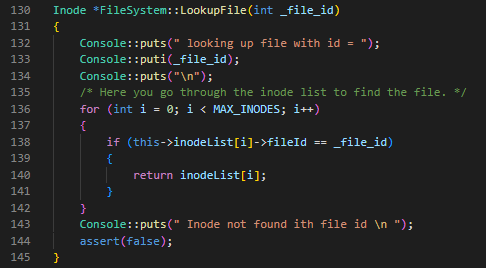 130 Inode *FileSystem::LookupFile(int _file_id)
131 {
132     Console::puts(" looking up file with id = ");
133     Console::puti(_file_id);
134     Console::puts("\n");
135     /* Here you go through the inode list to find the file. */
136     for (int i = 0; i < MAX_INODES; i++)
137     {
138         if (this->inodeList[i]->fileId == _file_id)
139         {
140             return inodeList[i];
141         }
142     }
143     Console::puts(" Inode not found ith file id \n ");
144     assert(false);
145 }